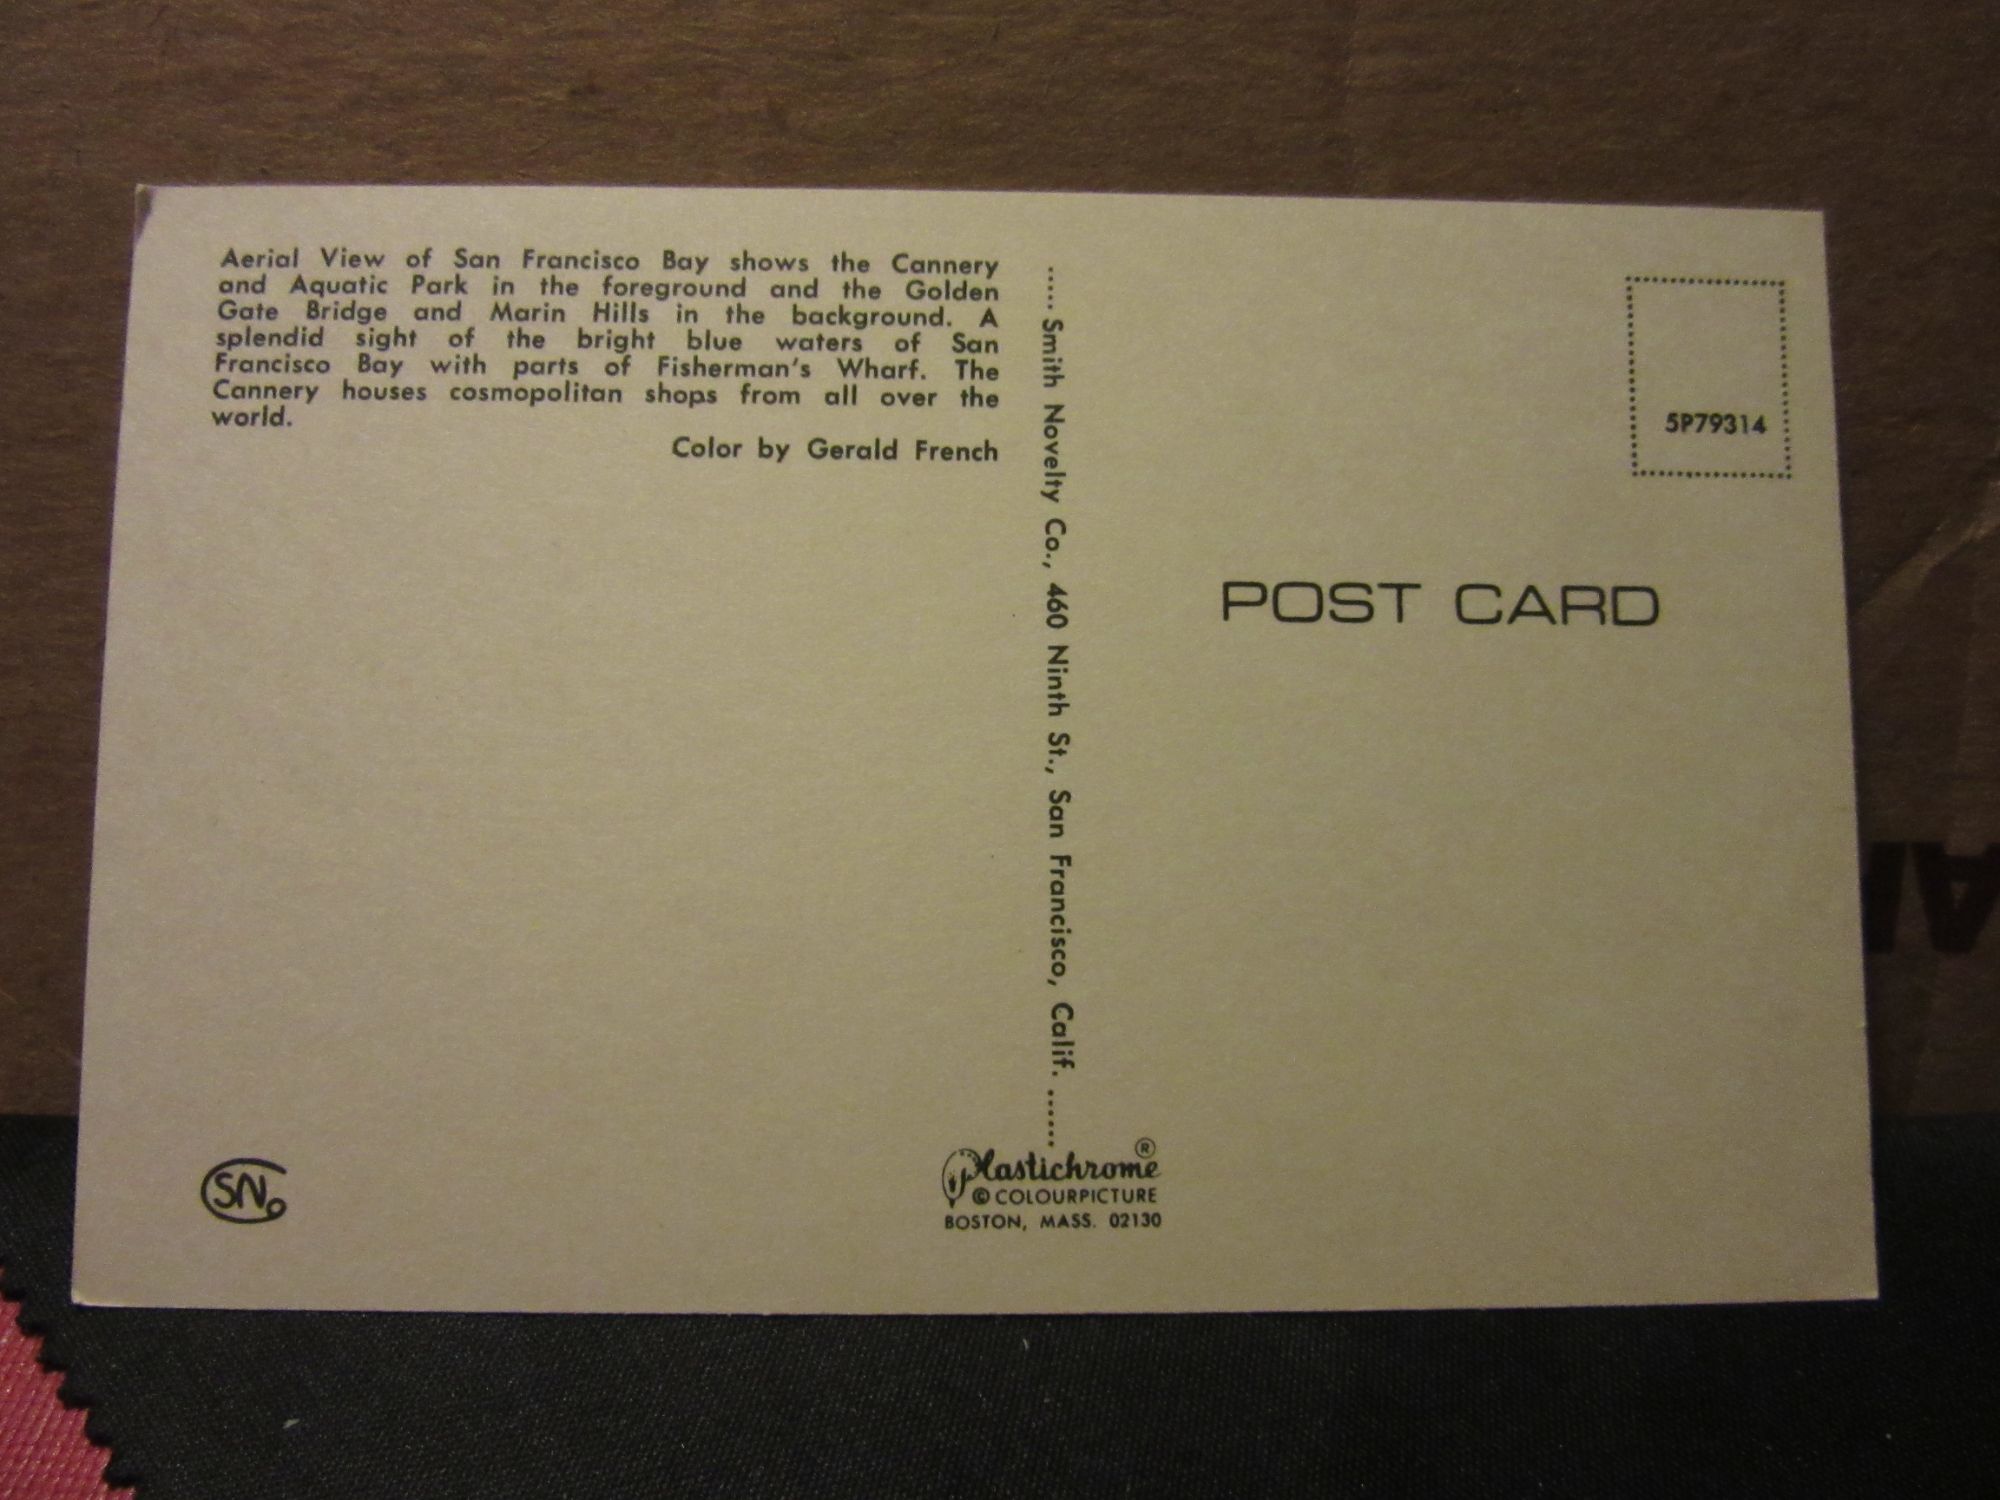 Aerial View of San Francisco Bay shows the Cannery
and Aquatic Park in the foreground and the Golden
Gate Bridge and Marin Hills in the background. A
splendid sight of the bright blue waters of San
Francisco Bay with parts of Fisherman's Wharf. The
Cannery houses cosmopolitan shops from all over the
world.
Color by Gerald French
..... Smith Novelty Co., 460 Ninth St., San Francisco, Calif. ......
5P79314
POST CARD
SN
Plastichrome ®
© COLOURPICTURE
BOSTON, MASS. 02130